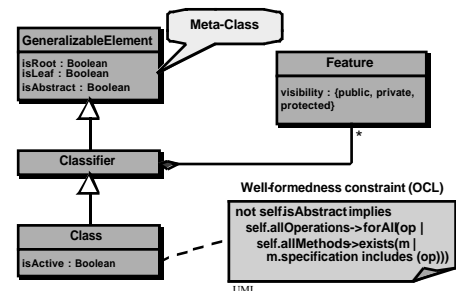 Meta-Class
GeneralizableElement
isRoot : Boolean
isLeaf : Boolean
isAbstract : Boolean
Feature
visibility : {public, private,
protected}
*
Classifier
Well-formedness constraint (OCL)
not self.isAbstract implies
self.allOperations->forAll(op |
self.allMethods->exists(m |
m.specification includes (op)))
Class
isActive : Boolean
UML